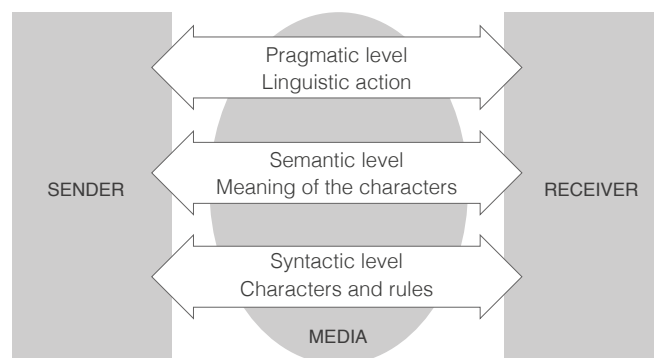 Pragmatic level
Linguistic action
Semantic level
Meaning of the characters
SENDER
RECEIVER
Syntactic level
Characters and rules
MEDIA